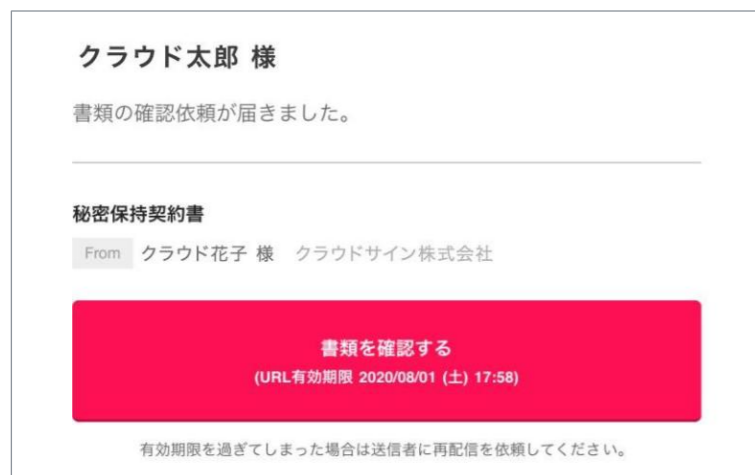 クラウド太郎 様
書類の確認依頼が届きました。
秘密保持契約書
From クラウド花子 様 クラウドサイン株式会社
書類を確認する
(URL有効期限 2020/08/01 (土) 17:58)
有効期限を過ぎてしまった場合は送信者に再配信を依頼してください。